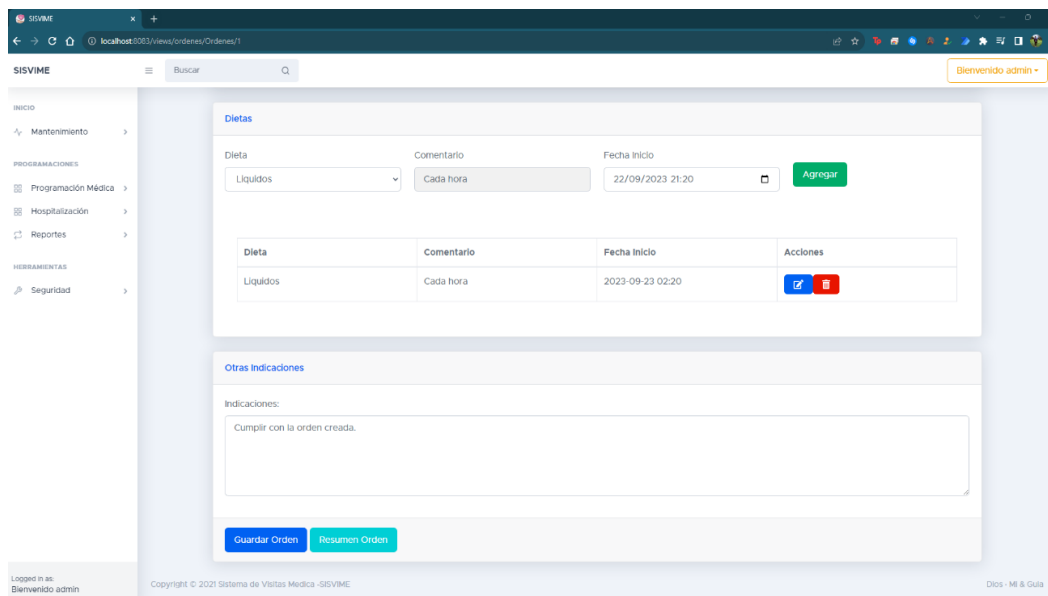 SISVIME
localhost:8083/views/ordenes/Ordenes/1
SISVIME
Buscar
Bienvenido admin
INICIO
Mantenimiento
PROGRAMACIONES
Programación Médica
Hospitalización
Reportes
HERRAMIENTAS
Seguridad
Dietas
Dieta Comentario Fecha Inicio
Liquidos Cada hora 22/09/2023 21:20 Agregar
Dieta Comentario Fecha Inicio Acciones
Liquidos Cada hora 2023-09-23 02:20
Otras Indicaciones
Indicaciones:
Cumplir con la orden creada.
Guardar Orden Resumen Orden
Logged in as:
Bienvenido admin
Copyright © 2021 Sistema de Visitas Medica -SISVIME
Dios - Mi & Guia